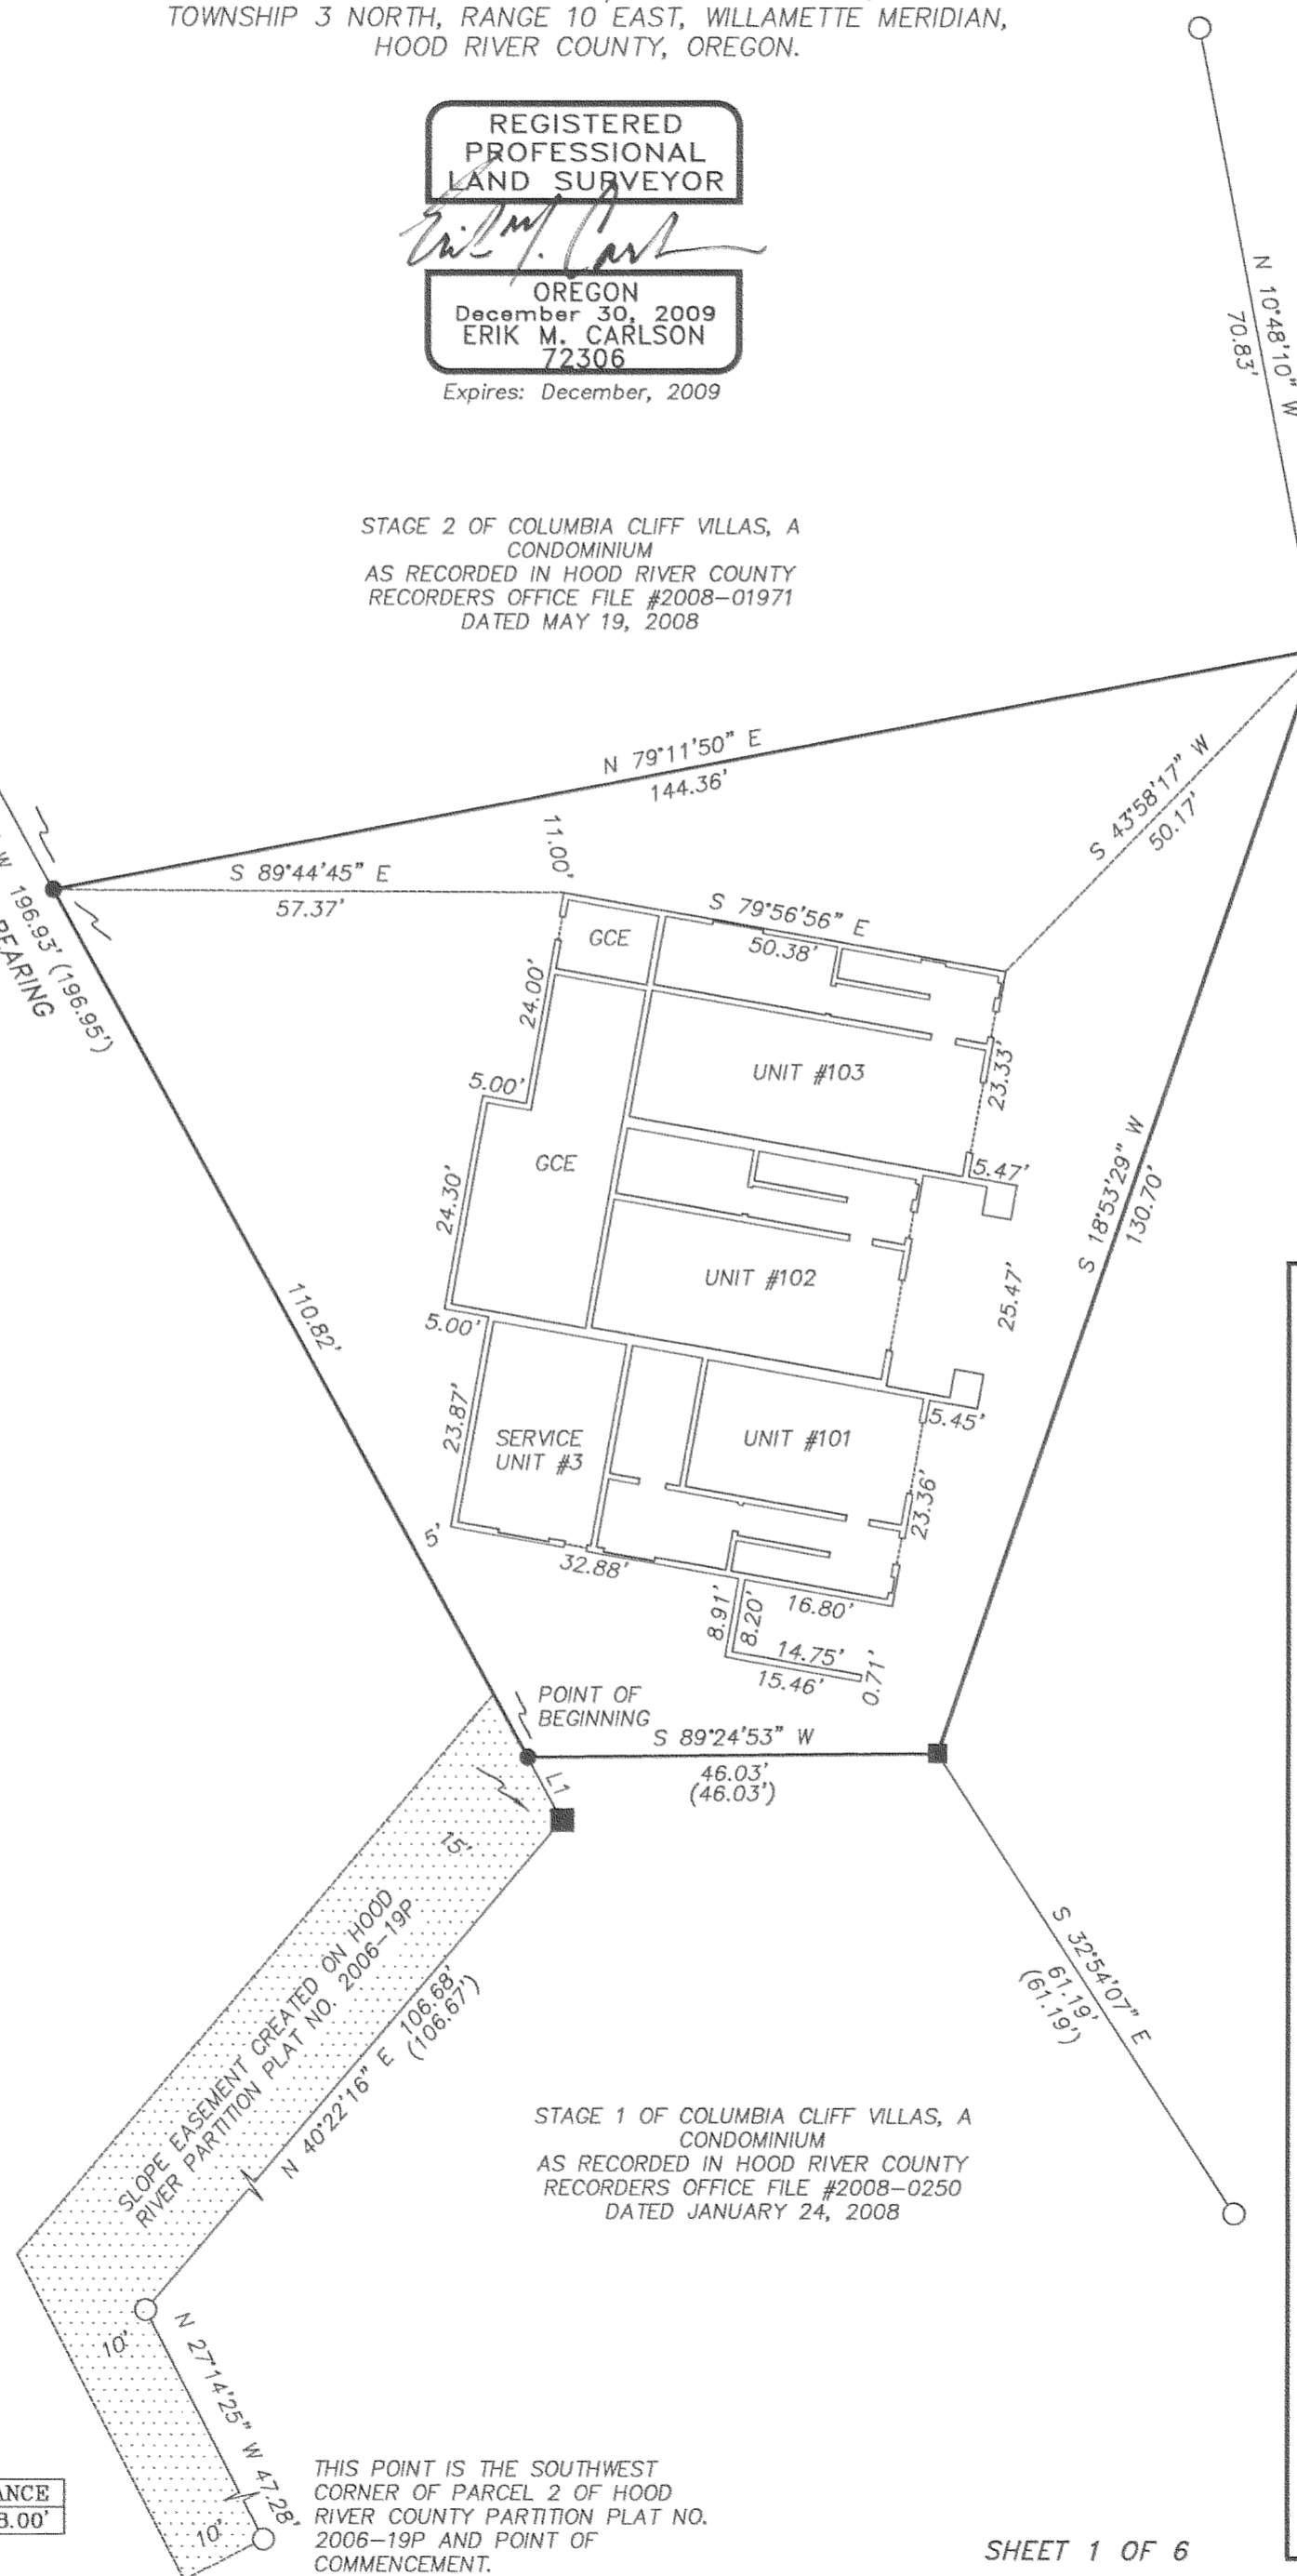 TOWNSHIP 3 NORTH, RANGE 10 EAST, WILLAMETTE MERIDIAN,
HOOD RIVER COUNTY, OREGON.
REGISTERED
PROFESSIONAL
LAND SURVEYOR
OREGON
December 30, 2009
ERIK M. CARLSON
72306
Expires: December, 2009
N 10°48'10" W
70.83'
STAGE 2 OF COLUMBIA CLIFF VILLAS, A
CONDOMINIUM
AS RECORDED IN HOOD RIVER COUNTY
RECORDERS OFFICE FILE #2008-01971
DATED MAY 19, 2008
N 79°11'50" E
144.36'
S 43°58'17" W
50.17'
W 196.93' (196.95')
BEARING
S 89°44'45" E
57.37'
11.00'
S 79°56'56" E
50.38'
GCE
24.00'
UNIT #103
23.33'
5.00'
GCE
5.47'
24.30'
S 18°53'29" W
130.70'
UNIT #102
25.47'
110.82'
5.00'
23.87'
SERVICE
UNIT #3
UNIT #101
5.45'
23.36'
5'
32.88'
16.80'
8.91'
8.20'
14.75'
15.46'
0.71'
POINT OF
BEGINNING
S 89°24'53" W
46.03'
(46.03')
L1
15'
SLOPE EASEMENT CREATED ON HOOD
RIVER PARTITION PLAT NO. 2006-19P
N 40°22'16" E 106.68'
(106.67')
S 32°54'07" E
61.19'
(61.19')
STAGE 1 OF COLUMBIA CLIFF VILLAS, A
CONDOMINIUM
AS RECORDED IN HOOD RIVER COUNTY
RECORDERS OFFICE FILE #2008-0250
DATED JANUARY 24, 2008
10'
N 27°14'25" W 47.28'
10'
THIS POINT IS THE SOUTHWEST
CORNER OF PARCEL 2 OF HOOD
RIVER COUNTY PARTITION PLAT NO.
2006-19P AND POINT OF
COMMENCEMENT.
SHEET 1 OF 6